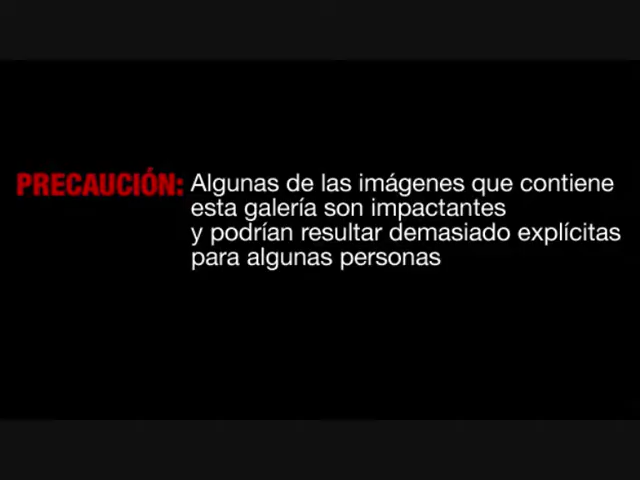 PRECAUCIÓN: Algunas de las imágenes que contiene
esta galería son impactantes
y podrían resultar demasiado explícitas
para algunas personas